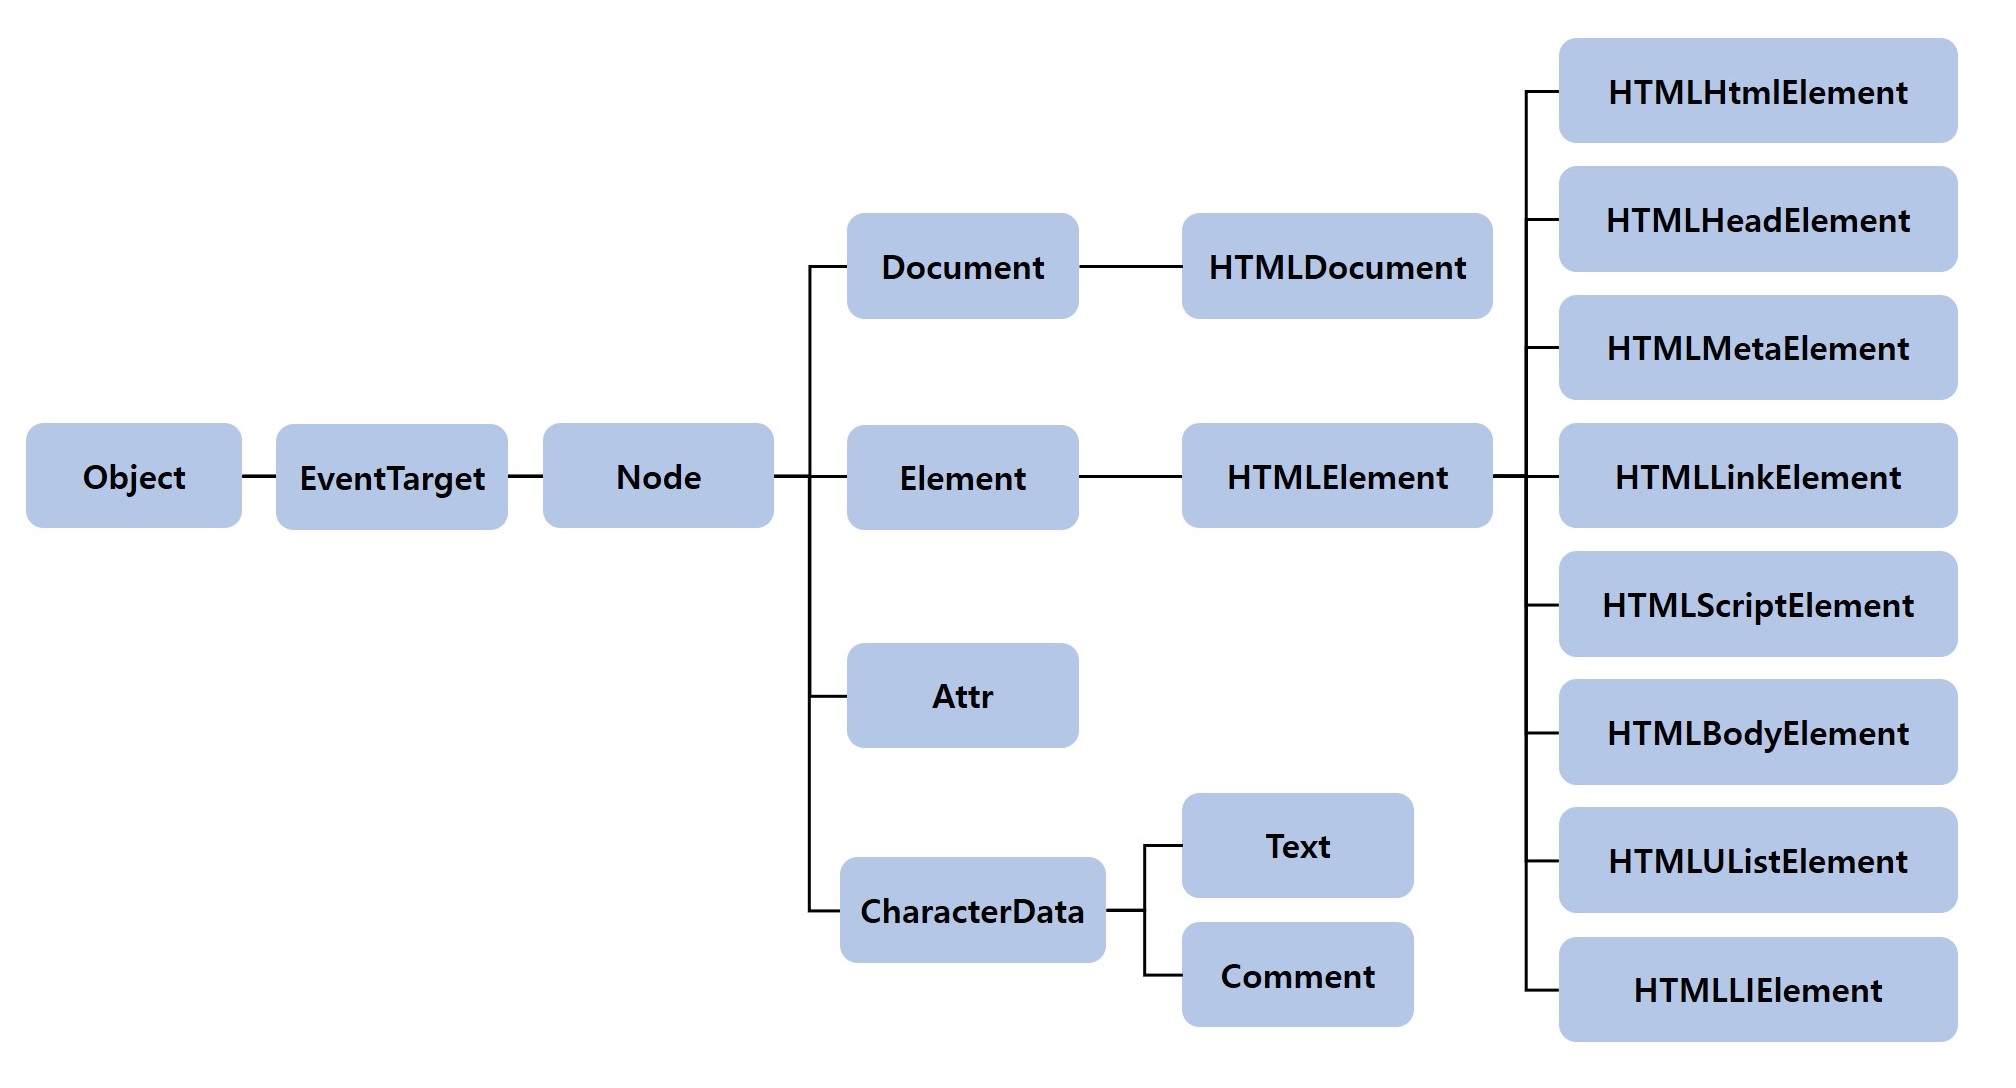 Object
EventTarget
Node
Document
Element
Attr
CharacterData
HTMLDocument
HTMLElement
Text
Comment
HTMLHtmlElement
HTMLHeadElement
HTMLMetaElement
HTMLLinkElement
HTMLScriptElement
HTMLBodyElement
HTMLUListElement
HTMLLIElement